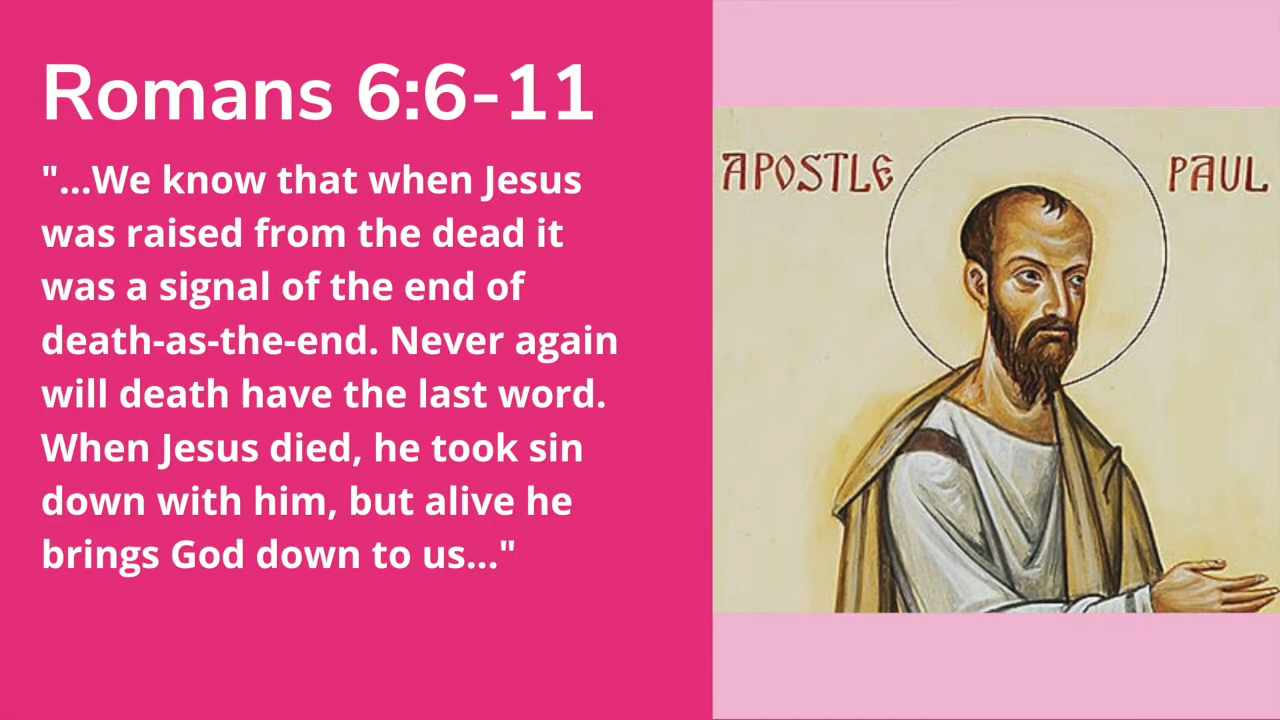 Romans 6:6-11
"...We know that when Jesus
was raised from the dead it
was a signal of the end of
death-as-the-end. Never again
will death have the last word.
When Jesus died, he took sin
down with him, but alive he
brings God down to us..."
APOSTLE PAUL